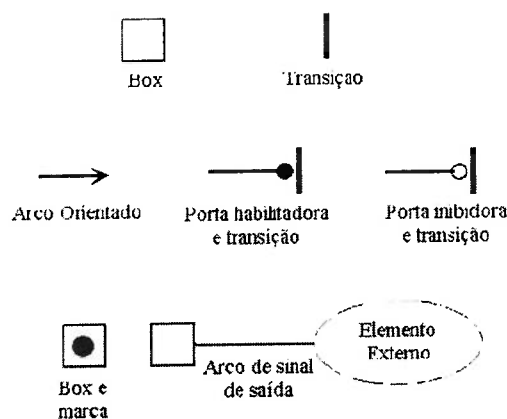 Box
Transição
Arco Orientado
Porta habilitadora
e transição
Porta inibidora
e transição
Box e
marca
Arco de sinal
de saída
Elemento
Externo